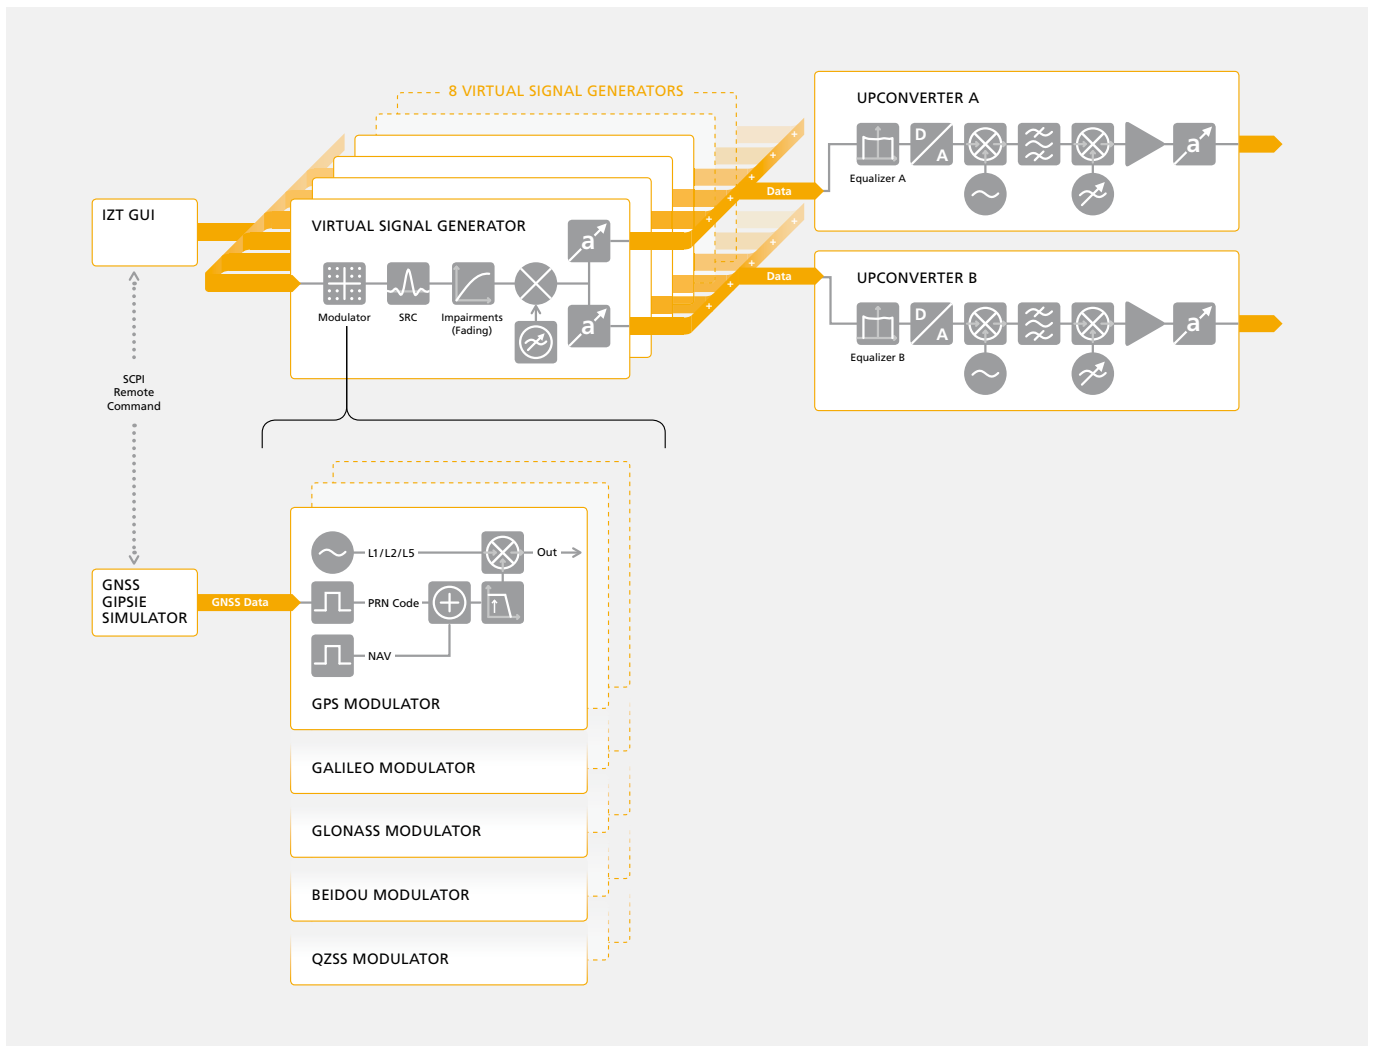 8 VIRTUAL SIGNAL GENERATORS
IZT GUI
VIRTUAL SIGNAL GENERATOR
a
Modulator
SRC
Impairments
(Fading)
a
Data
Data
UPCONVERTER A
D
A
a
Equalizer A
UPCONVERTER B
D
A
a
Equalizer B
SCPI
Remote
Command
GNSS
GIPSIE
SIMULATOR
GNSS Data
L1/L2/L5
Out
PRN Code
NAV
GPS MODULATOR
GALILEO MODULATOR
GLONASS MODULATOR
BEIDOU MODULATOR
QZSS MODULATOR